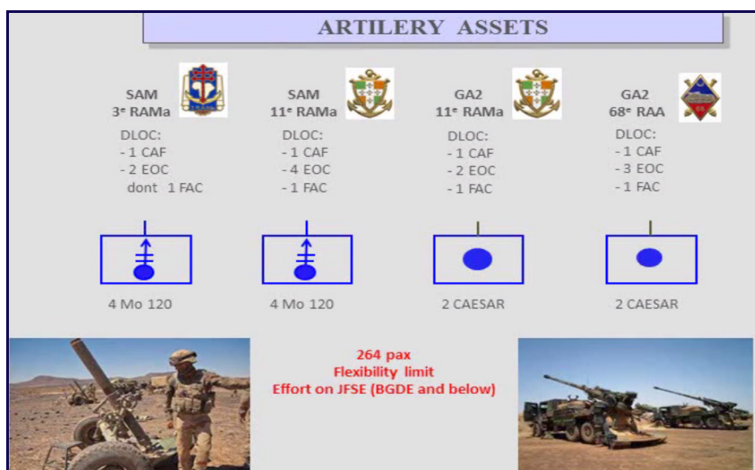 ARTILERY ASSETS
SAM
3e RAMa
DLOC:
- 1 CAF
- 2 EOC
dont 1 FAC
4 Mo 120
SAM
11e RAMa
DLOC:
- 1 CAF
- 4 EOC
- 1 FAC
4 Mo 120
GA2
11e RAMa
DLOC:
- 1 CAF
- 2 EOC
- 1 FAC
2 CAESAR
GA2
68e RAA
DLOC:
- 1 CAF
- 3 EOC
- 1 FAC
2 CAESAR
264 pax
Flexibility limit
Effort on JFSE (BGDE and below)